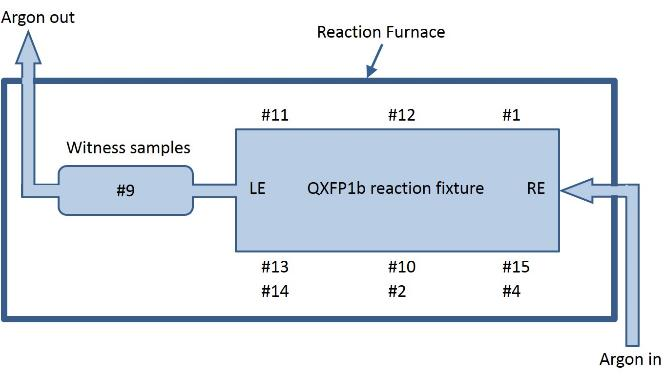 Argon out
Reaction Furnace
#11 #12 #1
Witness samples
#9 LE QXFP1b reaction fixture RE
#13 #10 #15
#14 #2 #4
Argon in